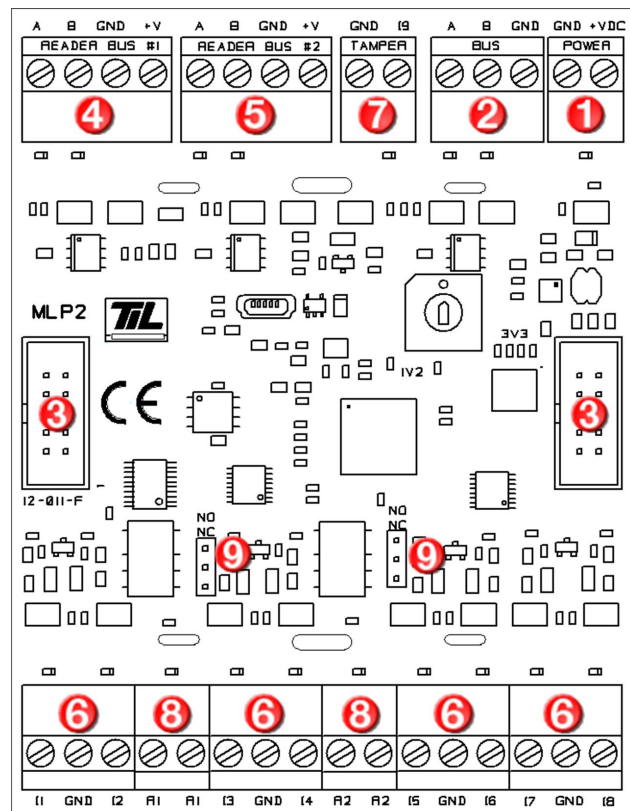 A B GND +V A B GND +V GND I9 A B GND GND +VDC
READER BUS #1 READER BUS #2 TAMPER BUS POWER
4 5 7 2 1
MLP2 TIL
3V3
1V2
CE
3 3
12-011-F
NO
NC
NO
NC
9 9
6 8 6 8 6 6
I1 GND I2 R1 R1 I3 GND I4 R2 R2 I5 GND I6 I7 GND I8